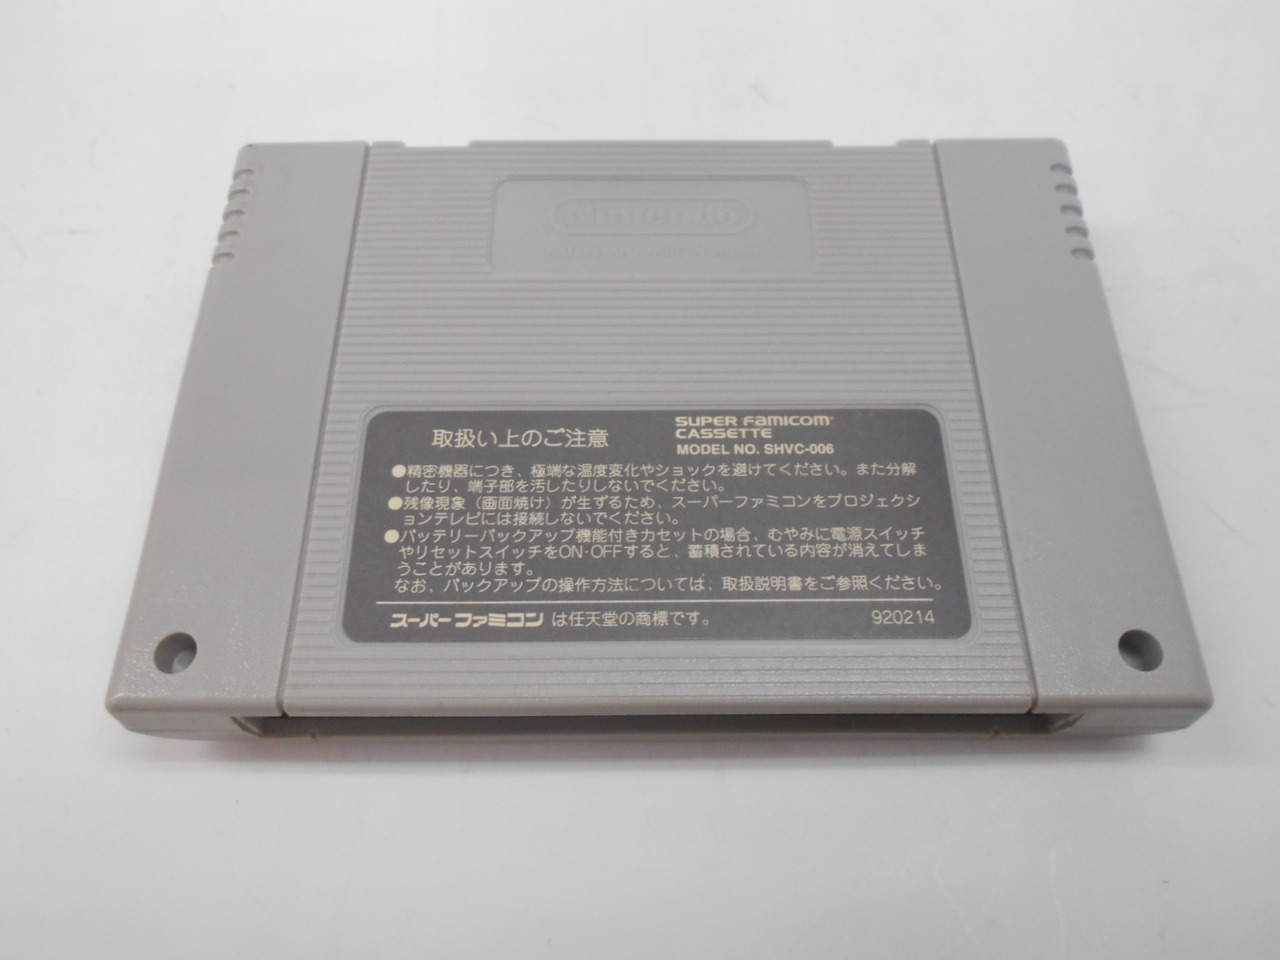 Nintendo
取扱い上のご注意
SUPER FAMICOM
CASSETTE
MODEL NO. SHVC-006
●精密機器につき、極端な温度変化やショックを避けてください。また分解
したり、端子部を汚したりしないでください。
●残像現象（画面焼け）が生ずるため、スーパーファミコンをプロジェクシ
ョンテレビには接続しないでください。
●バッテリーバックアップ機能付きカセットの場合、むやみに電源スイッチ
やリセットスイッチをON・OFFすると、蓄積されている内容が消えてしま
うことがあります。
なお、バックアップの操作方法については、取扱説明書をご参照ください。
スーパーファミコンは任天堂の商標です。
920214